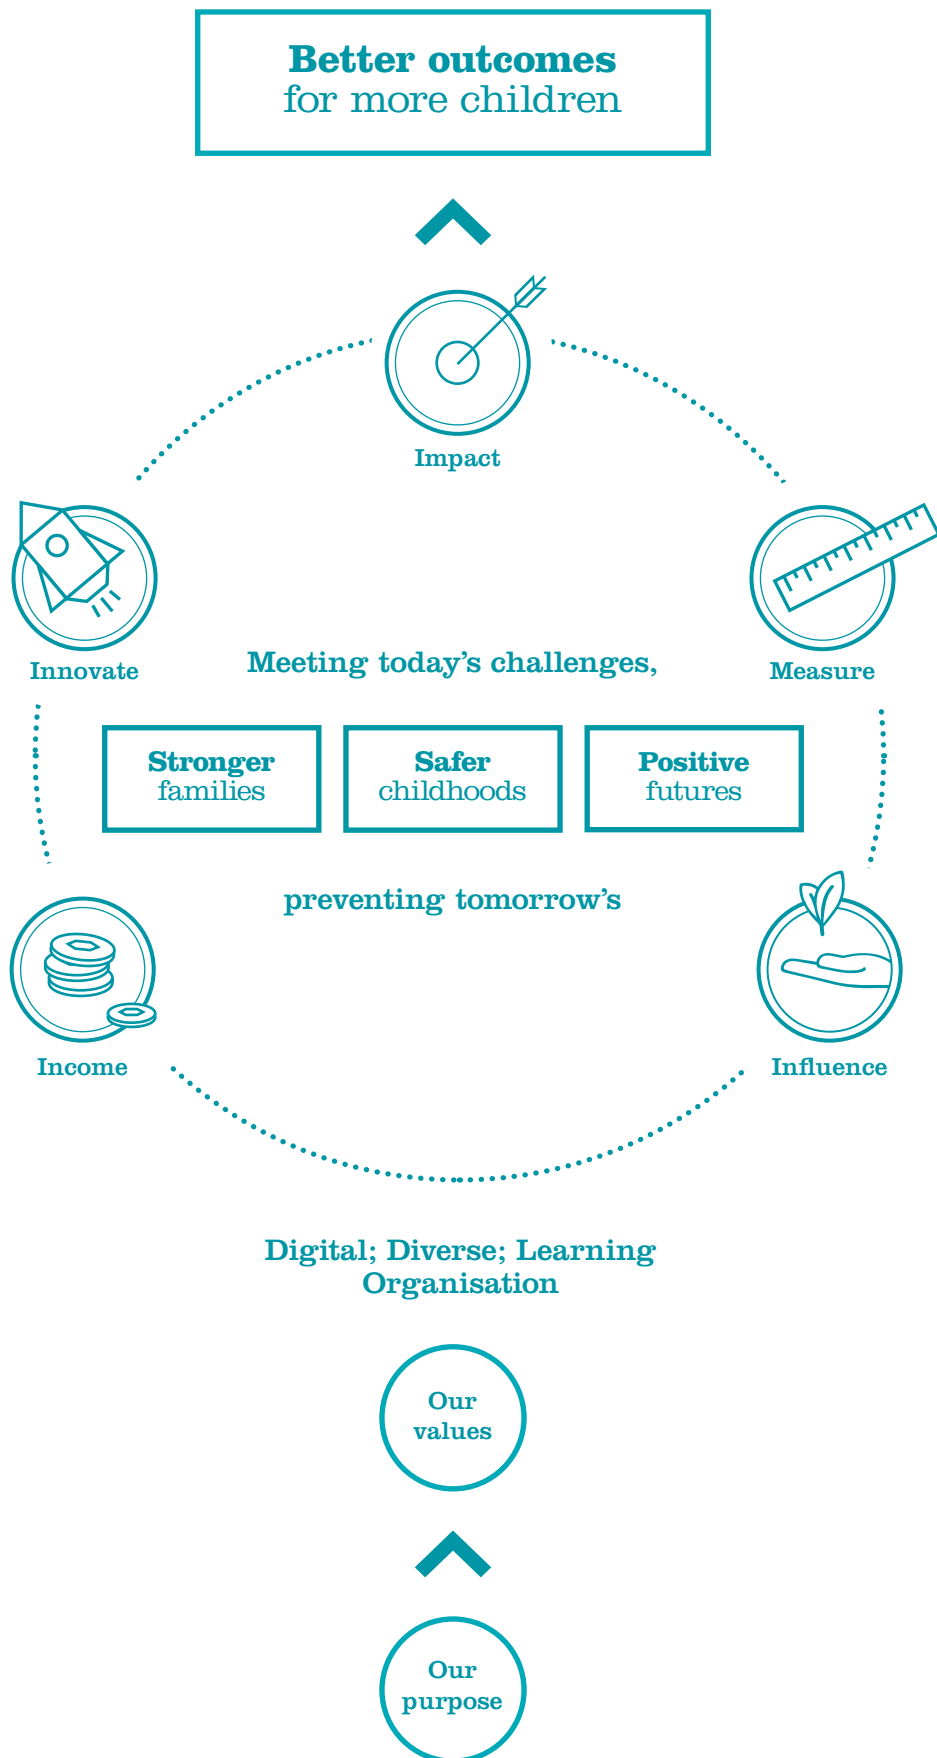 Better outcomes
for more children
Impact
Innovate
Measure
Meeting today's challenges,
Stronger
families
Safer
childhoods
Positive
futures
preventing tomorrow's
Income
Influence
Digital; Diverse; Learning
Organisation
Our
values
Our
purpose